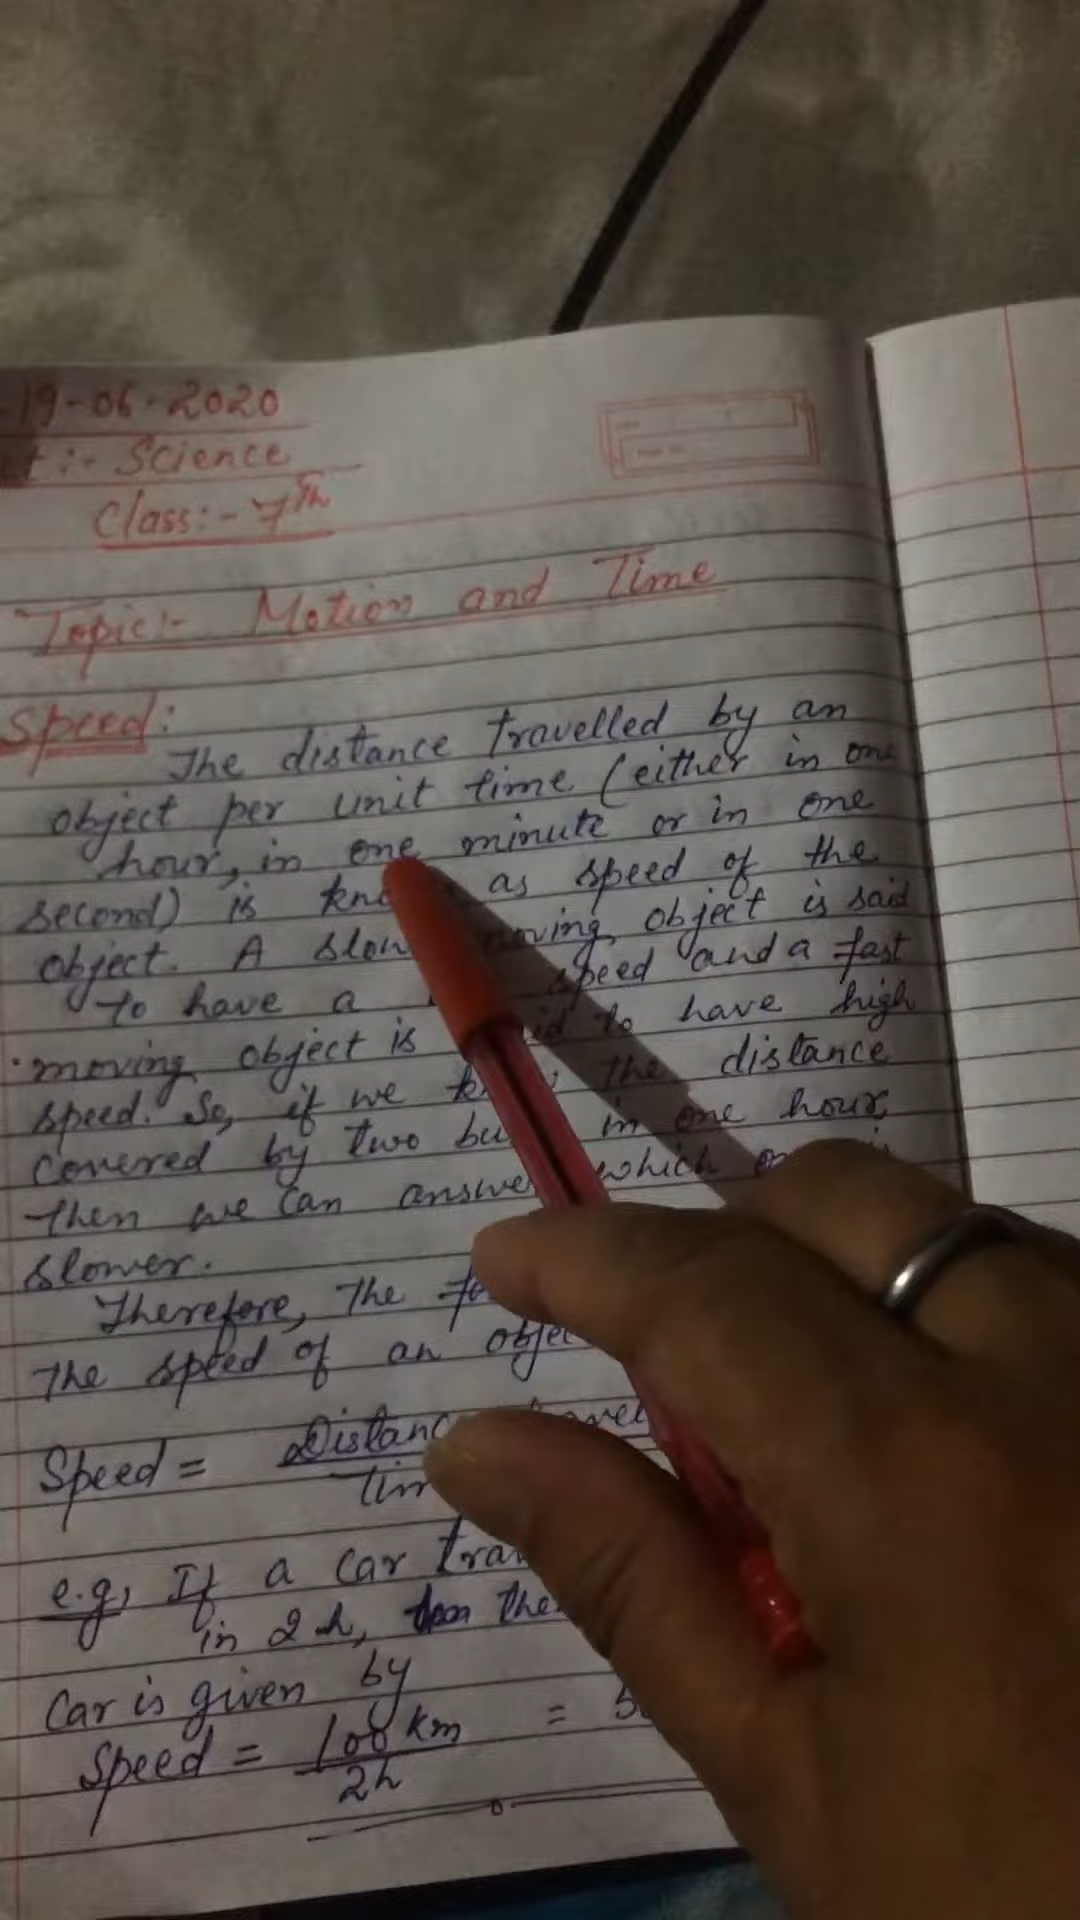 19-06-2020
ct:- Science
Class:- 7th
Topic:- Motion and Time
Speed:
The distance travelled by an
object per unit time (either in one
hour, in one minute or in one
second) is as speed of the
object. A slow moving object is said
to have a speed and a fast
moving object is to have high
speed. So, if we the distance
covered by two in one hour,
then we can which
slower.
Therefore, the
the speed of an
Speed =
e.g, If a car
in 2h,
Car is given by
Speed = 100 km
2h
=